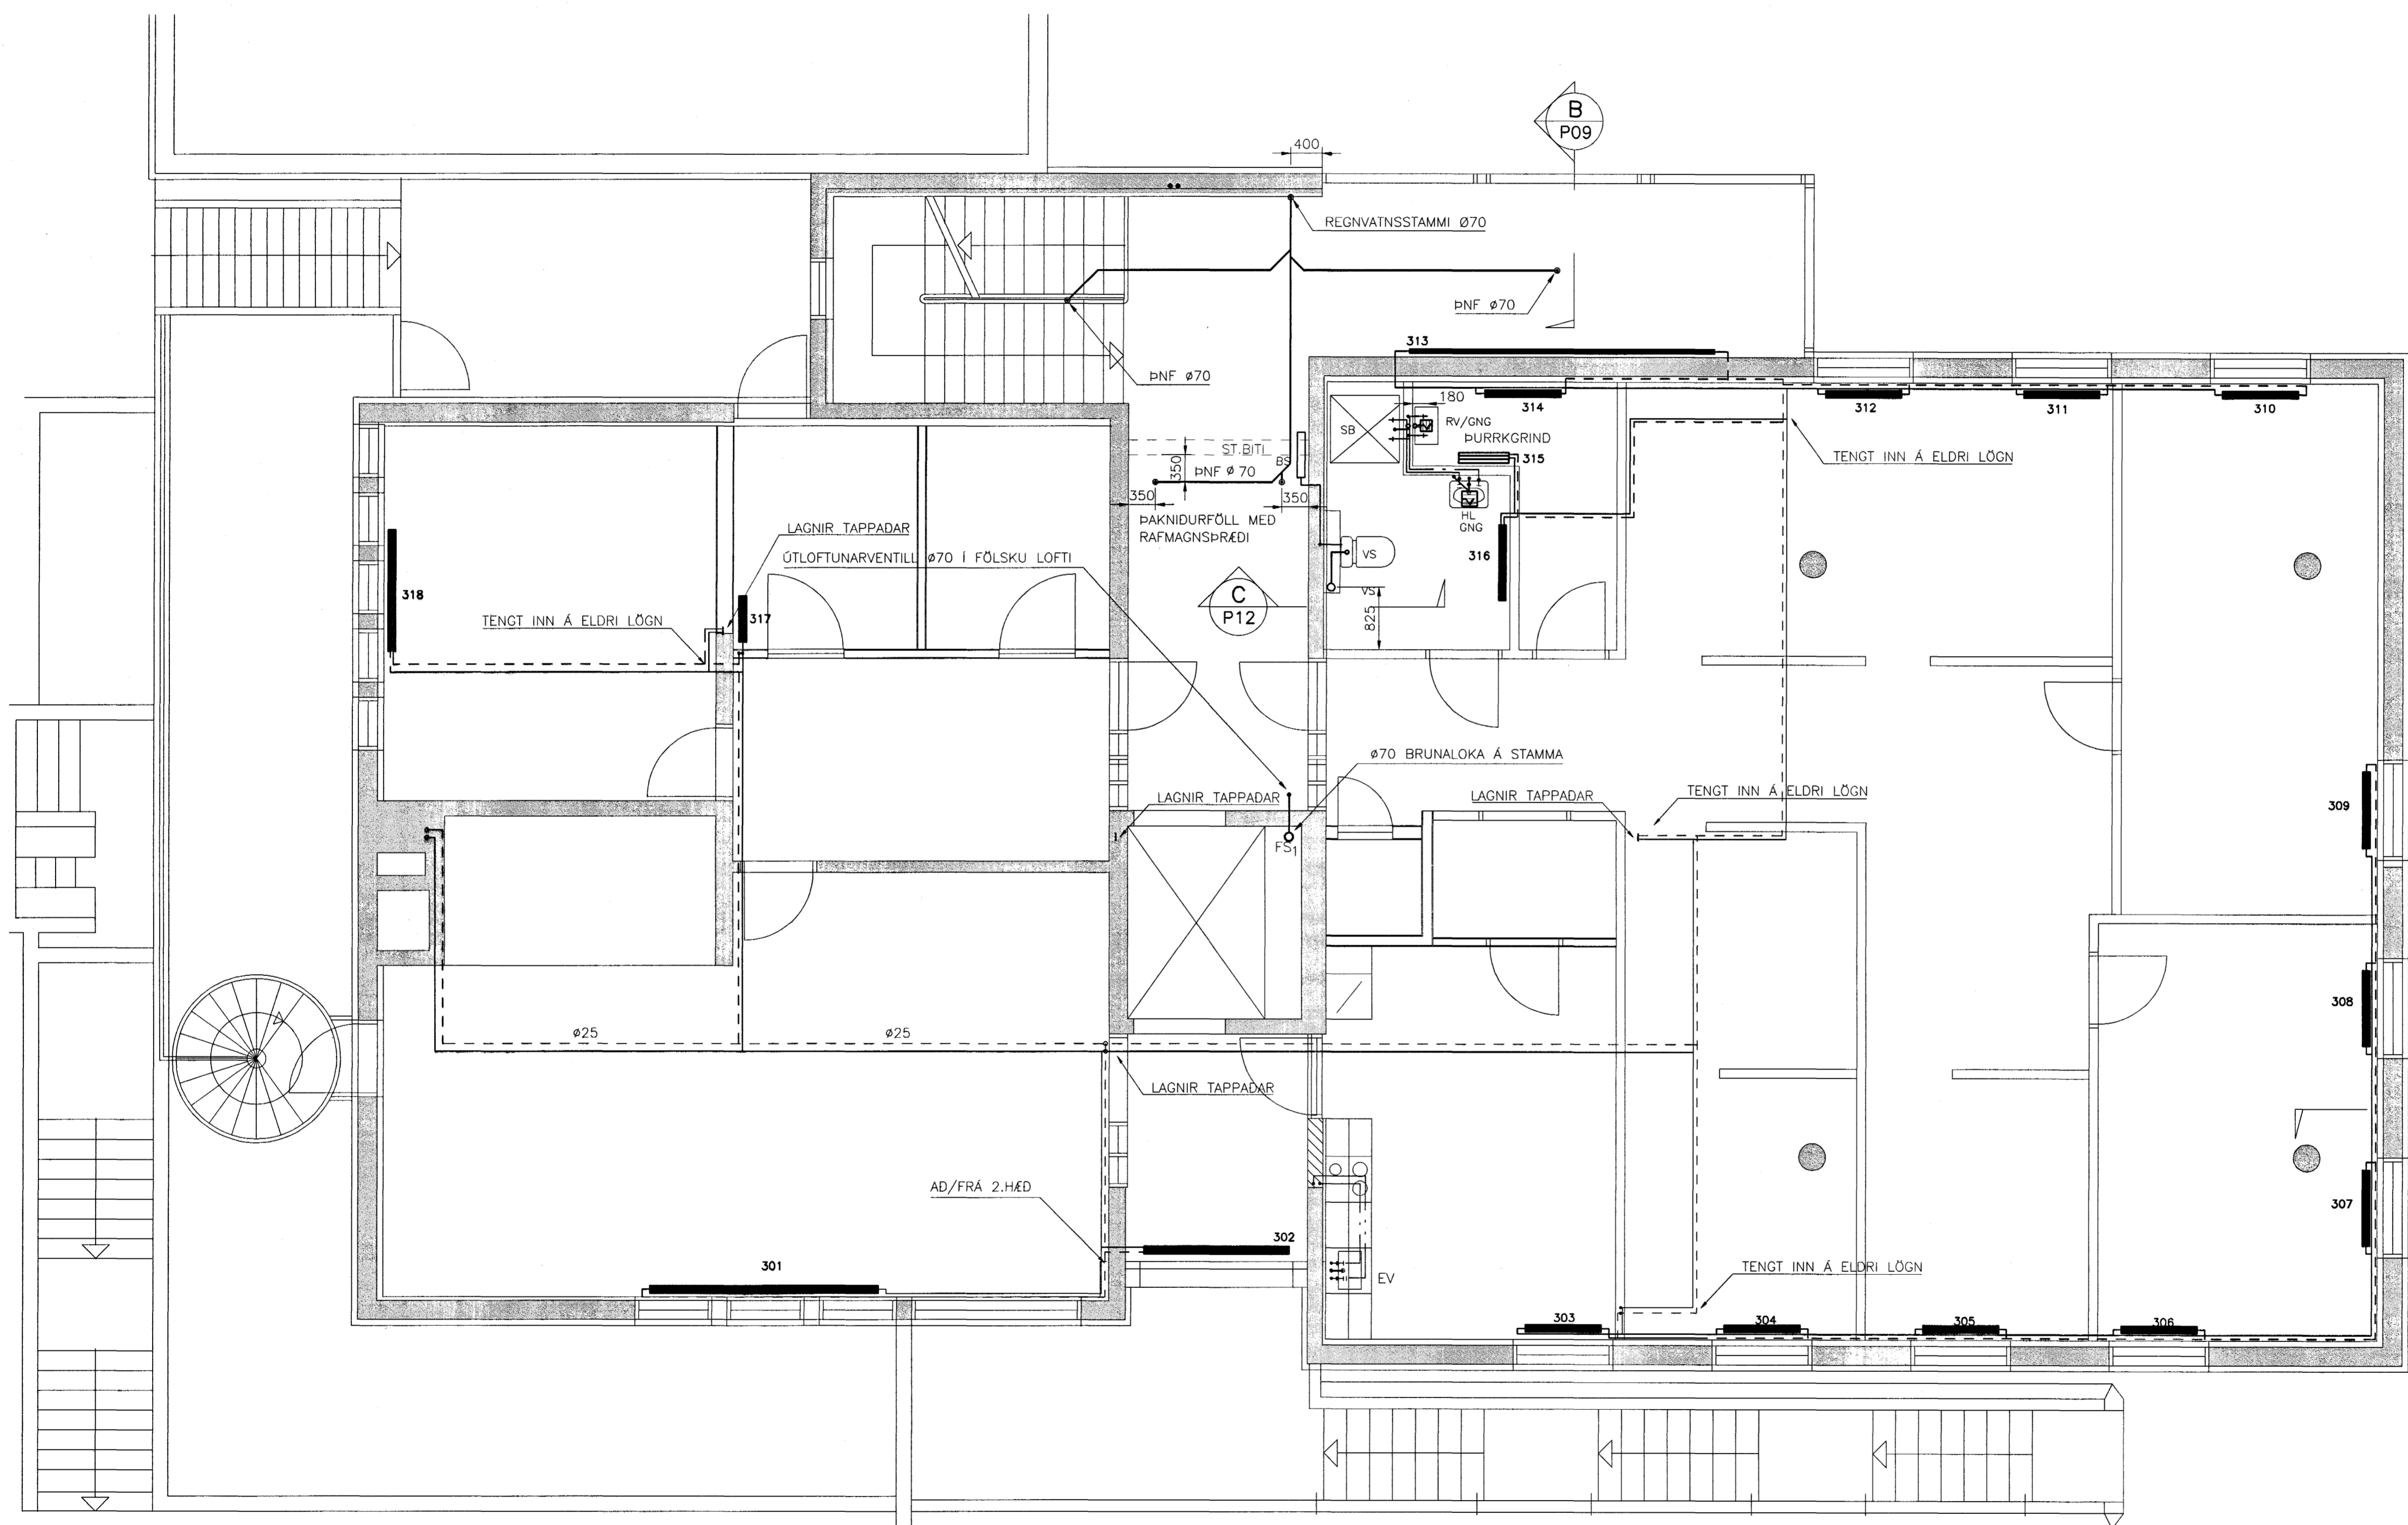 B
P09
400
REGNVATNSSTAMMI Ø70
ÞNF ø70
ÞNF ø70
313
314
312
311
310
180
SB
RV/GNG
ÞURRKGRIND
315
TENGT INN Á ELDRI LÖGN
ST.BITI
BS
350
ÞNF Ø 70
350
350
HL
GNG
ÞAKNIDURFÖLL MED
RAFMAGNSÞRÆDI
LAGNIR TAPPADAR
ÚTLOFTUNARVENTILL ø70 Í FÖLSKU LOFTI
VS
316
318
317
C
P12
VS
825
TENGT INN Á ELDRI LÖGN
ø70 BRUNALOKA Á STAMMA
LAGNIR TAPPADAR
LAGNIR TAPPADAR
TENGT INN Á ELDRI LÖGN
309
FS1
308
ø25
ø25
LAGNIR TAPPADAR
AD/FRÁ 2.HÆD
307
302
301
EV
TENGT INN Á ELDRI LÖGN
303
304
305
306